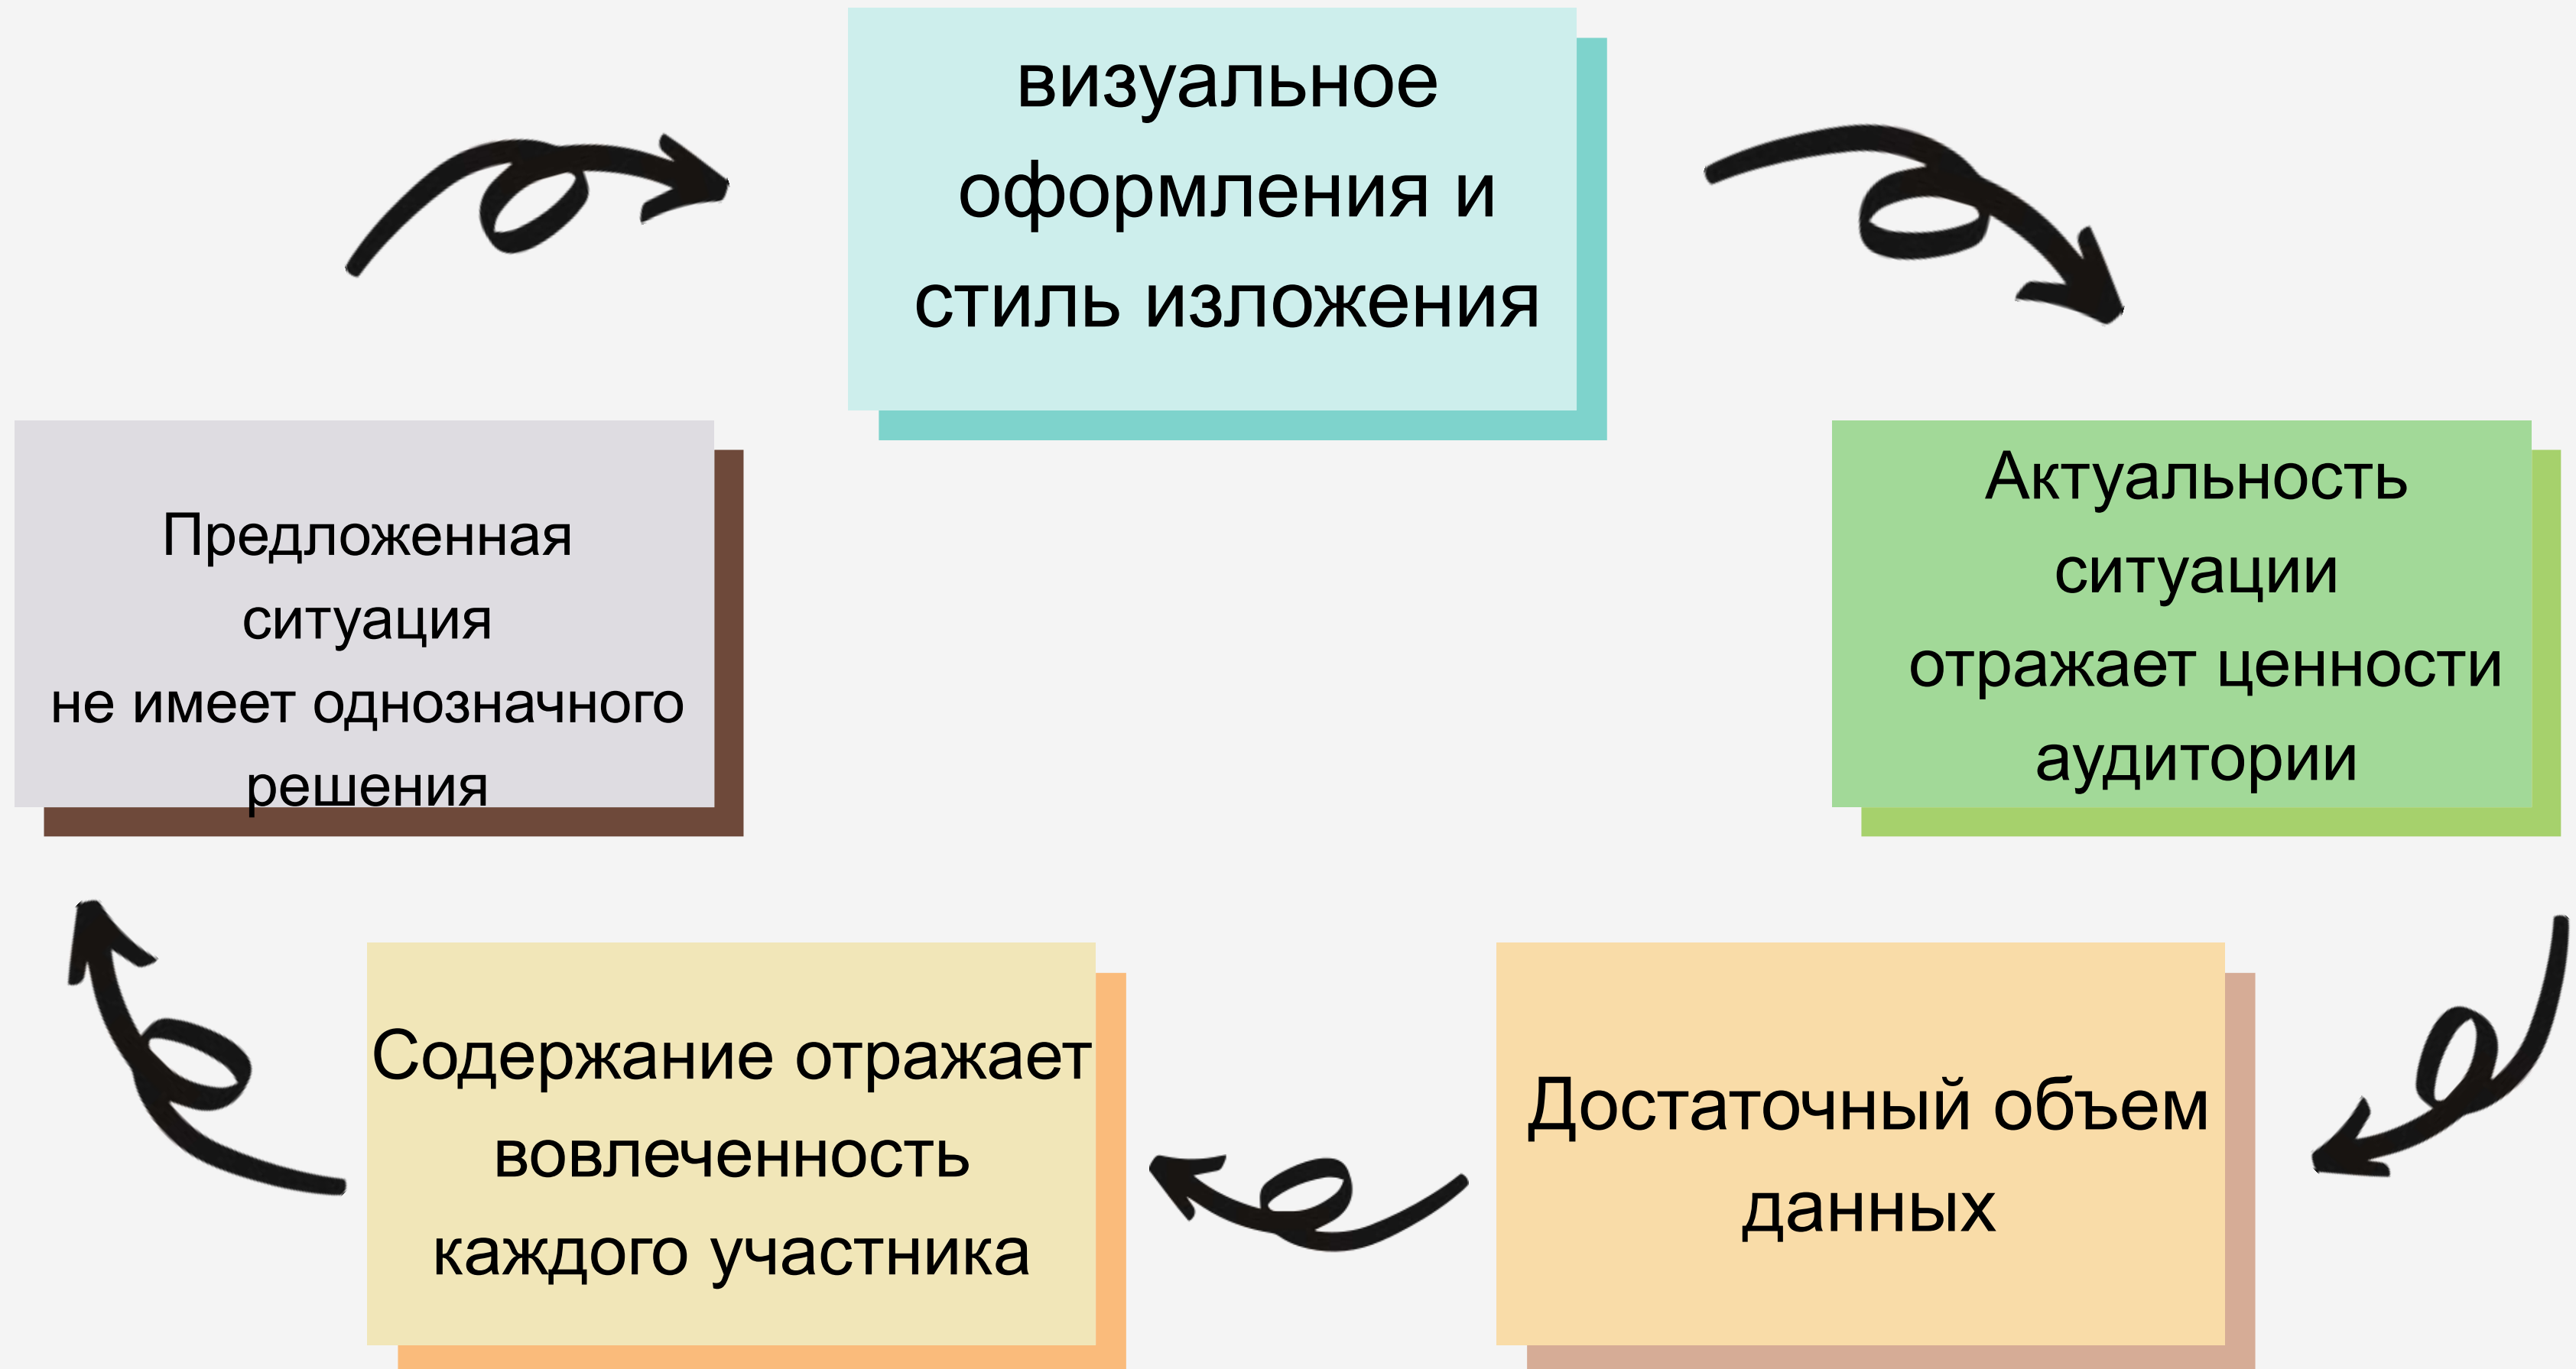 визуальное
оформления и
стиль изложения
Актуальность
ситуации
отражает ценности
аудитории
Достаточный объем
данных
Содержание отражает
вовлеченность
каждого участника
Предложенная
ситуация
не имеет однозначного
решения